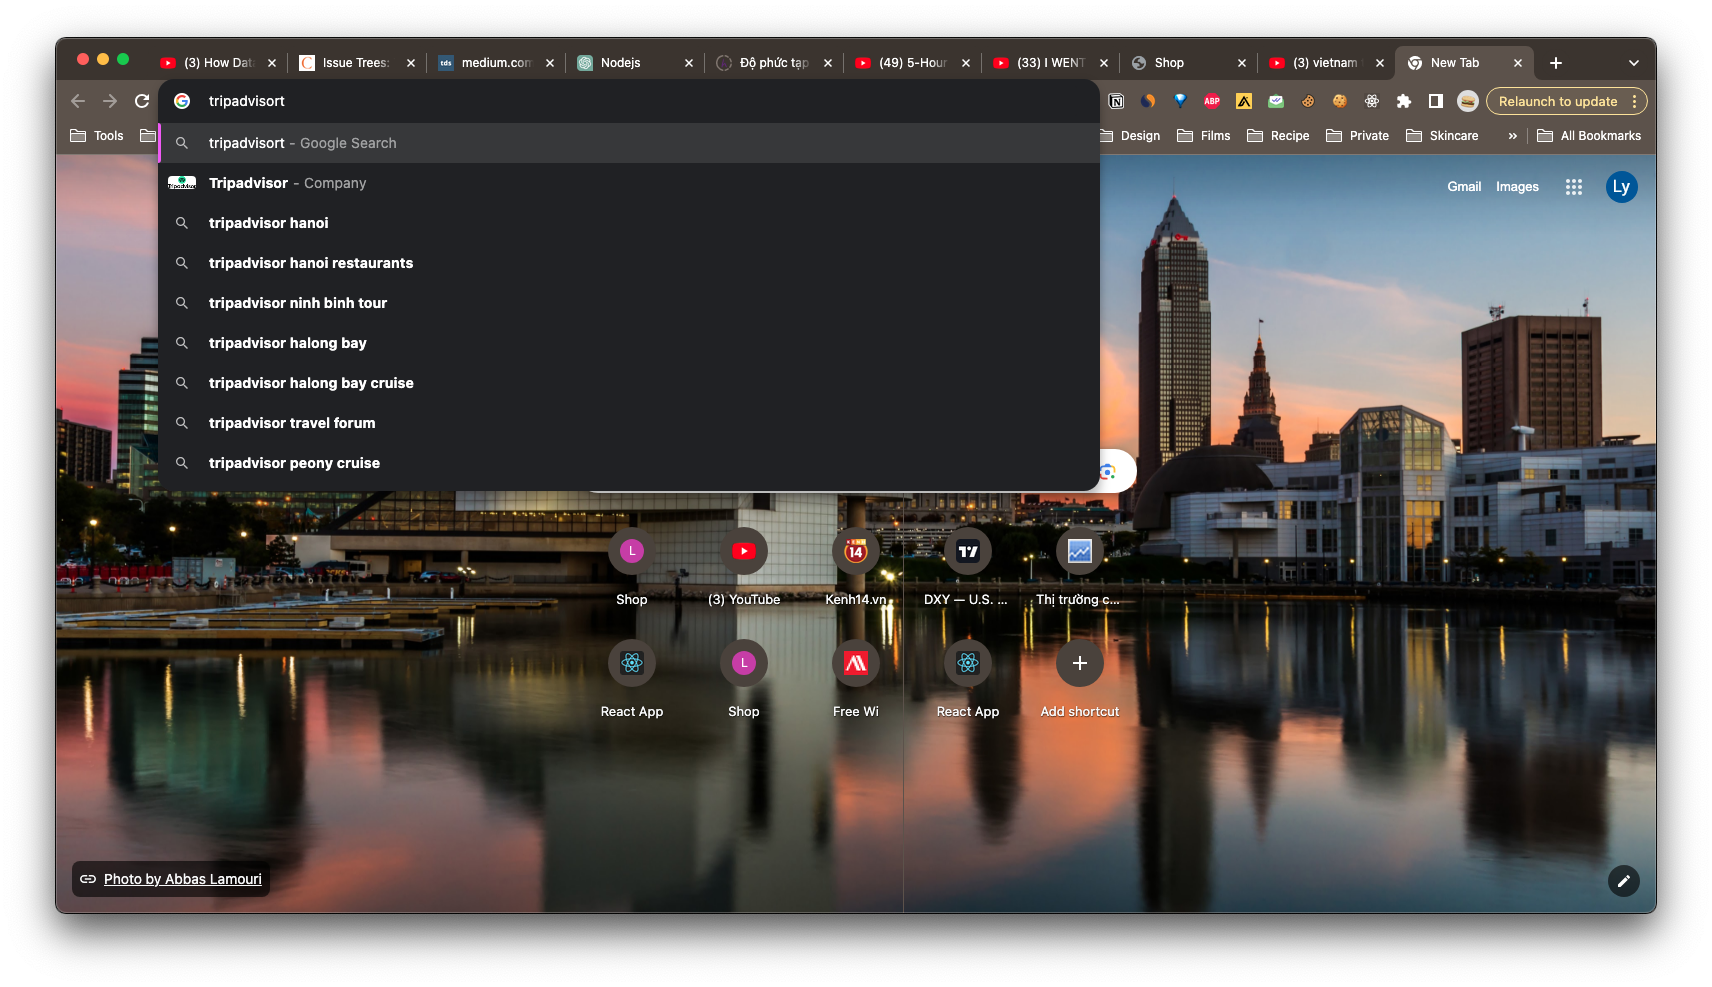 (3) How Dat
Issue Trees:
medium.com
Nodejs
Độ phức tạp
(49) 5-Hour
(33) I WENT
Shop
(3) vietnam
New Tab
tripadvisort
ABP
Relaunch to update
Tools
Design
Films
Recipe
Private
Skincare
» All Bookmarks
tripadvisort - Google Search
Tripadvisor - Company
tripadvisor hanoi
tripadvisor hanoi restaurants
tripadvisor ninh binh tour
tripadvisor halong bay
tripadvisor halong bay cruise
tripadvisor travel forum
tripadvisor peony cruise
Gmail
Images
Ly
L
14
Shop
(3) YouTube
Kenh14.vn
DXY — U.S. ...
Thị trường c...
L
React App
Shop
Free Wi
React App
Add shortcut
Photo by Abbas Lamouri